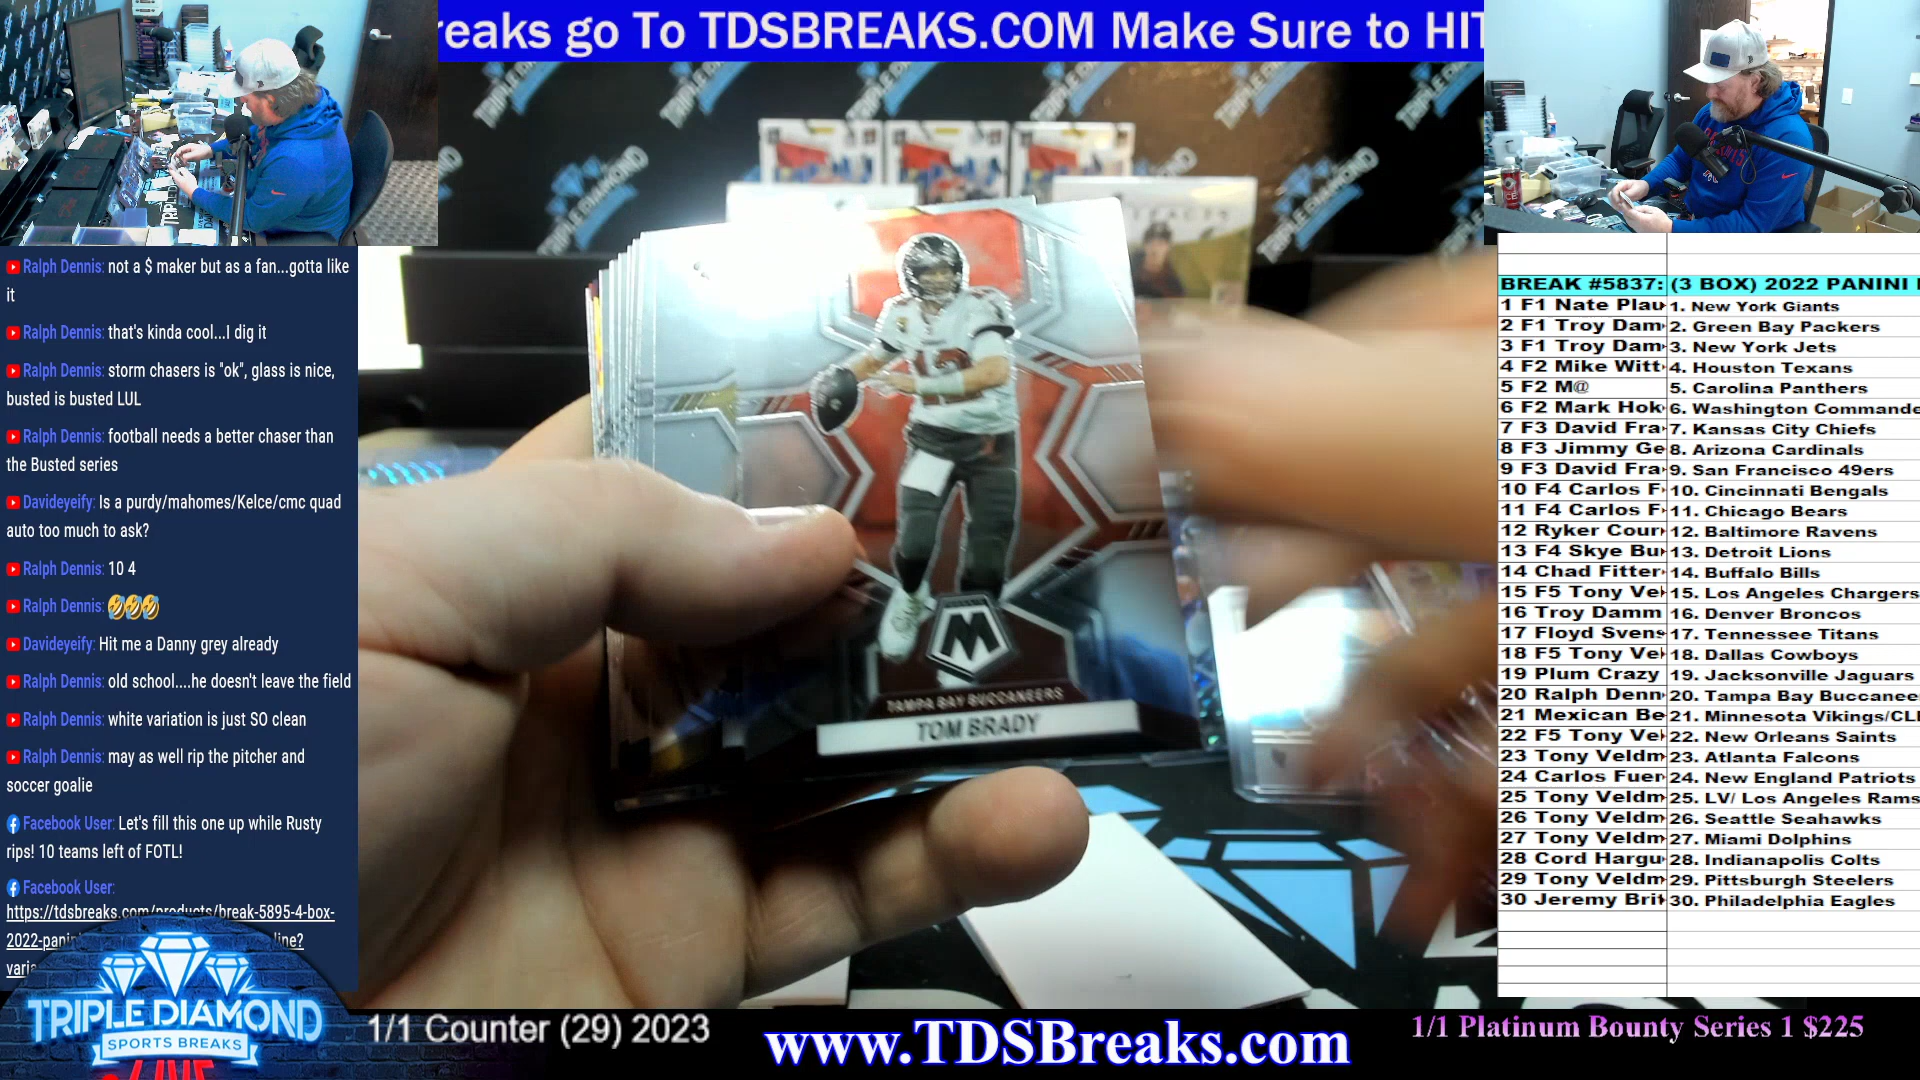 reaks go To TDSBREAKS.COM Make Sure to HIT
Ralph Dennis: not a $ maker but as a fan...gotta like
it
Ralph Dennis: that's kinda cool...I dig it
Ralph Dennis: storm chasers is "ok", glass is nice,
busted is busted LUL
Ralph Dennis: football needs a better chaser than
the Busted series
Davideyeify: Is a purdy/mahomes/Kelce/cmc quad
auto too much to ask?
Ralph Dennis: 10 4
Ralph Dennis: 🤣🤣🤣
Davideyeify: Hit me a Danny grey already
Ralph Dennis: old school....he doesn't leave the field
Ralph Dennis: white variation is just SO clean
Ralph Dennis: may as well rip the pitcher and
soccer goalie
Facebook User: Let's fill this one up while Rusty
rips! 10 teams left of FOTL!
Facebook User:
https://tdsbreaks.com/products/break-5895-4-box-
2022-panin
line?
varia
TRIPLE DIAMOND
SPORTS BREAKS
LIVE
TRIPLE DIAMOND
M
TAMPA BAY BUCCANEERS
TOM BRADY
BREAK #5837: (3 BOX) 2022 PANINI
1 F1 Nate Plau 1. New York Giants
2 F1 Troy Dam 2. Green Bay Packers
3 F1 Troy Dam 3. New York Jets
4 F2 Mike Witt 4. Houston Texans
5 F2 M@ 5. Carolina Panthers
6 F2 Mark Hok 6. Washington Commande
7 F3 David Fra 7. Kansas City Chiefs
8 F3 Jimmy Ge 8. Arizona Cardinals
9 F3 David Fra 9. San Francisco 49ers
10 F4 Carlos F 10. Cincinnati Bengals
11 F4 Carlos F 11. Chicago Bears
12 Ryker Cour 12. Baltimore Ravens
13 F4 Skye Bu 13. Detroit Lions
14 Chad Fitter 14. Buffalo Bills
15 F5 Tony Ve 15. Los Angeles Chargers
16 Troy Damm 16. Denver Broncos
17 Floyd Svens 17. Tennessee Titans
18 F5 Tony Ve 18. Dallas Cowboys
19 Plum Crazy 19. Jacksonville Jaguars
20 Ralph Denn 20. Tampa Bay Buccanee
21 Mexican Be 21. Minnesota Vikings/CL
22 F5 Tony Ve 22. New Orleans Saints
23 Tony Veldm 23. Atlanta Falcons
24 Carlos Fuer 24. New England Patriots
25 Tony Veldm 25. LV/ Los Angeles Rams
26 Tony Veldm 26. Seattle Seahawks
27 Tony Veldm 27. Miami Dolphins
28 Cord Hargu 28. Indianapolis Colts
29 Tony Veldm 29. Pittsburgh Steelers
30 Jeremy Bri 30. Philadelphia Eagles
1/1 Counter (29) 2023
www.TDSBreaks.com
1/1 Platinum Bounty Series 1 $225